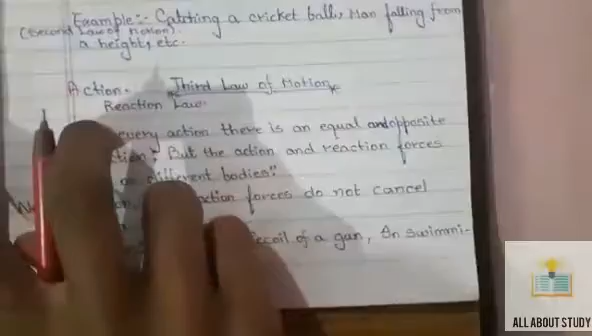 Example:- Catching a cricket ball, Man falling from
(Second Law of Motion)
a height, etc.
Action- Third Law of Motion
Reaction Law.
every action there is an equal and opposite
But the action and reaction forces
different bodies."
forces do not cancel
Recoil of a gun, In swimmi-
ALL ABOUT STUDY